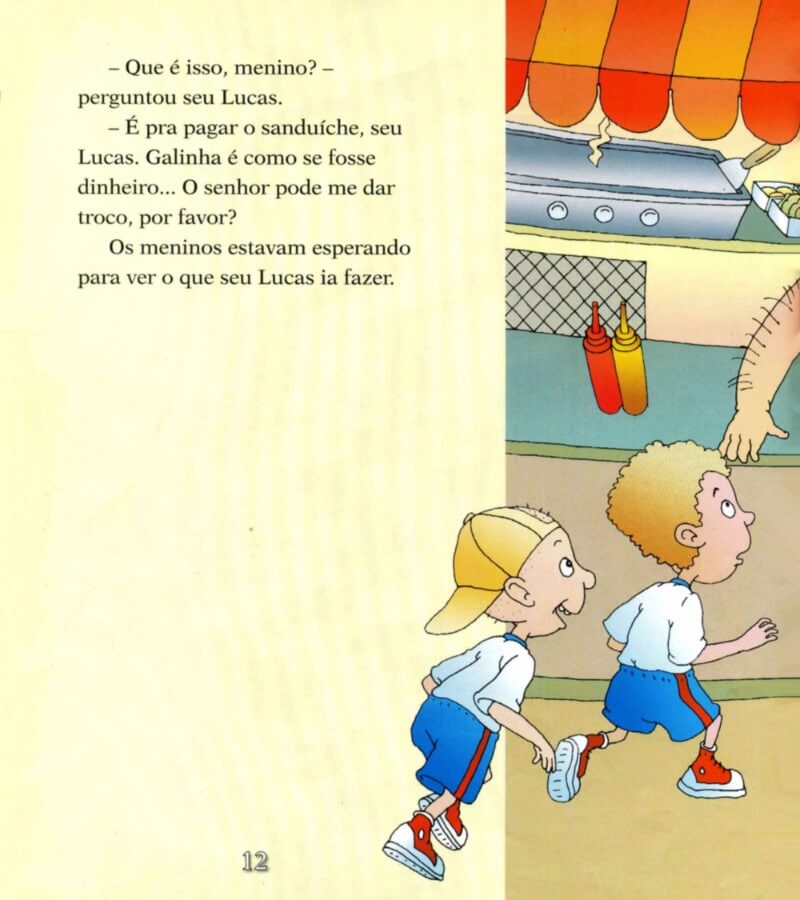 – Que é isso, menino? –
perguntou seu Lucas.
– É pra pagar o sanduíche, seu
Lucas. Galinha é como se fosse
dinheiro... O senhor pode me dar
troco, por favor?
Os meninos estavam esperando
para ver o que seu Lucas ia fazer.
12